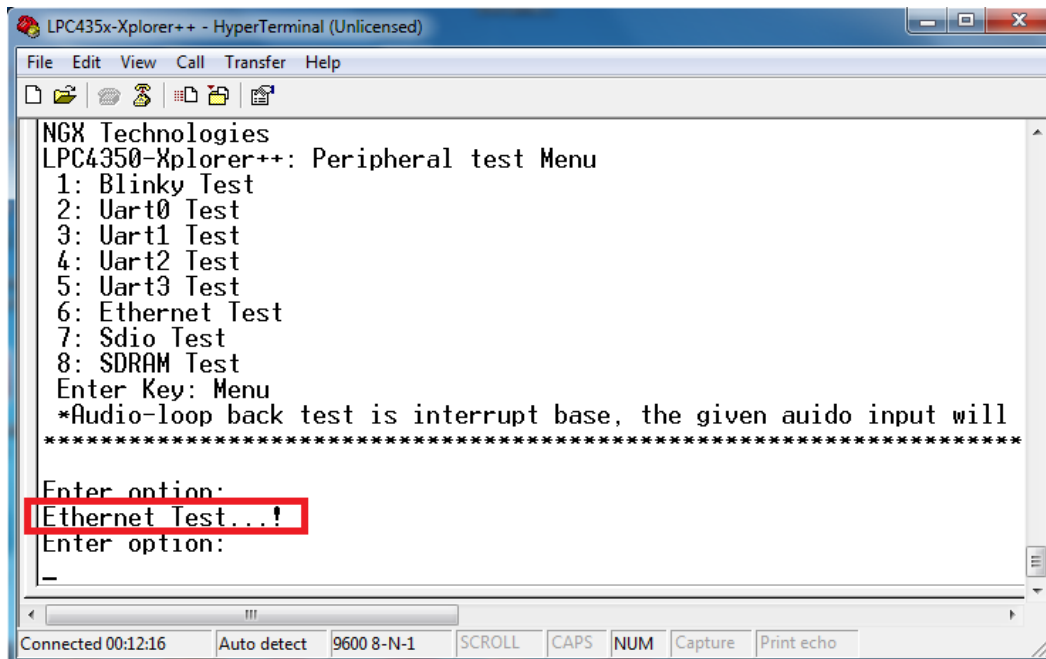 LPC435x-Xplorer++ - HyperTerminal (Unlicensed)
File Edit View Call Transfer Help
NGX Technologies
LPC4350-Xplorer++: Peripheral test Menu
1: Blinky Test
2: Uart0 Test
3: Uart1 Test
4: Uart2 Test
5: Uart3 Test
6: Ethernet Test
7: Sdio Test
8: SDRAM Test
Enter Key: Menu
*Audio-loop back test is interrupt base, the given auido input will
*********************************************************************
Enter option:
Ethernet Test...!
Enter option:
_
Connected 00:12:16 Auto detect 9600 8-N-1 SCROLL CAPS NUM Capture Print echo